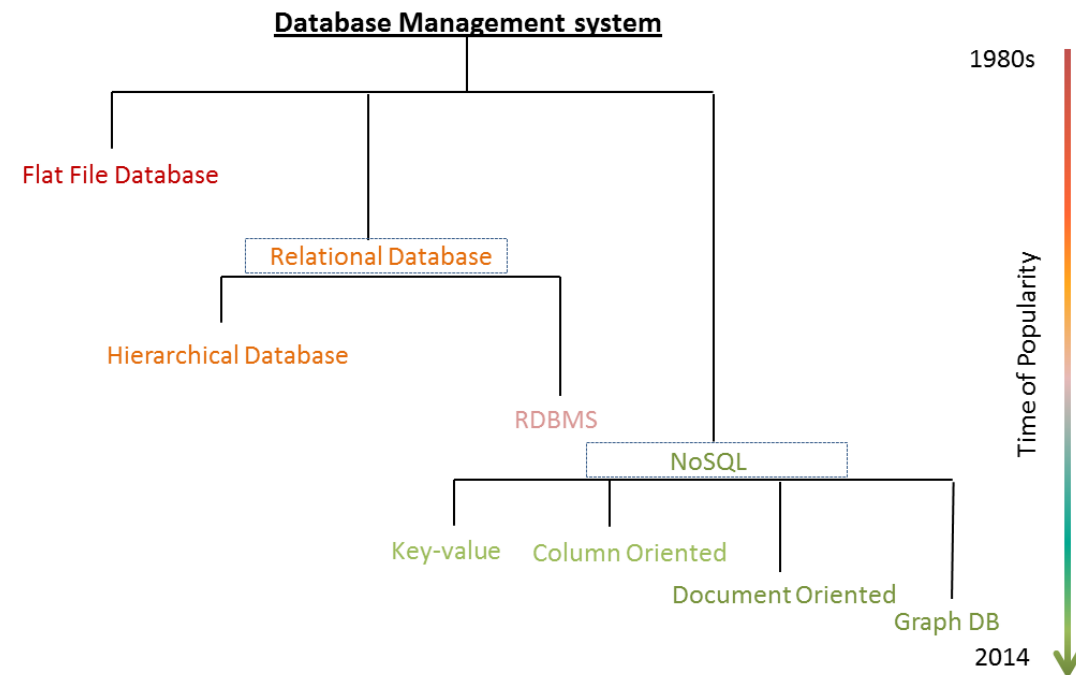 Database Management system
1980s
Flat File Database
Relational Database
Time of Popularity
Hierarchical Database
RDBMS
NoSQL
Key-value
Column Oriented
Document Oriented
Graph DB
2014